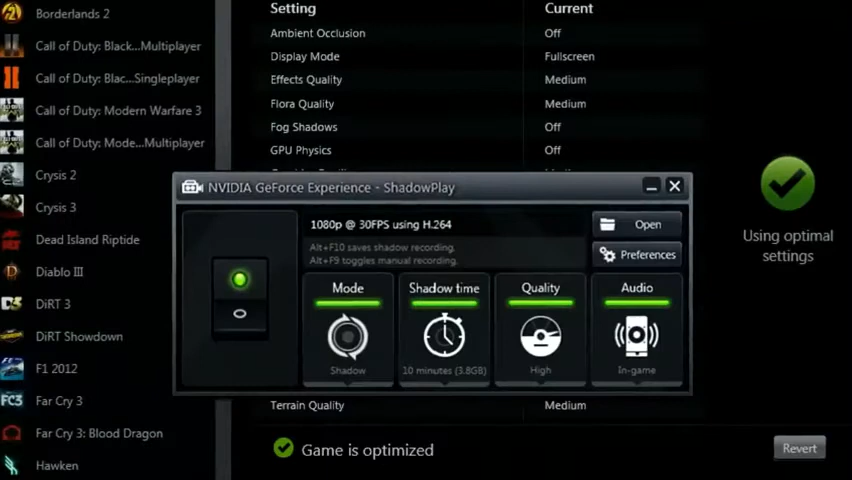 Borderlands 2
Call of Duty: Black...Multiplayer
Call of Duty: Blac...Singleplayer
Call of Duty: Modern Warfare 3
Call of Duty: Mode...Multiplayer
Crysis 2
Crysis 3
Dead Island Riptide
Diablo III
DiRT 3
DiRT Showdown
F1 2012
Far Cry 3
Far Cry 3: Blood Dragon
Hawken
Setting Current
Ambient Occlusion Off
Display Mode Fullscreen
Effects Quality Medium
Flora Quality Medium
Fog Shadows Off
GPU Physics Off
NVIDIA GeForce Experience - ShadowPlay
1080p @ 30FPS using H.264
Open
Alt+F10 saves shadow recording.
Alt+F9 toggles manual recording.
Preferences
Mode Shadow time Quality Audio
Shadow 10 minutes (3.8GB) High In-game
Terrain Quality Medium
Game is optimized
Revert
Using optimal
settings